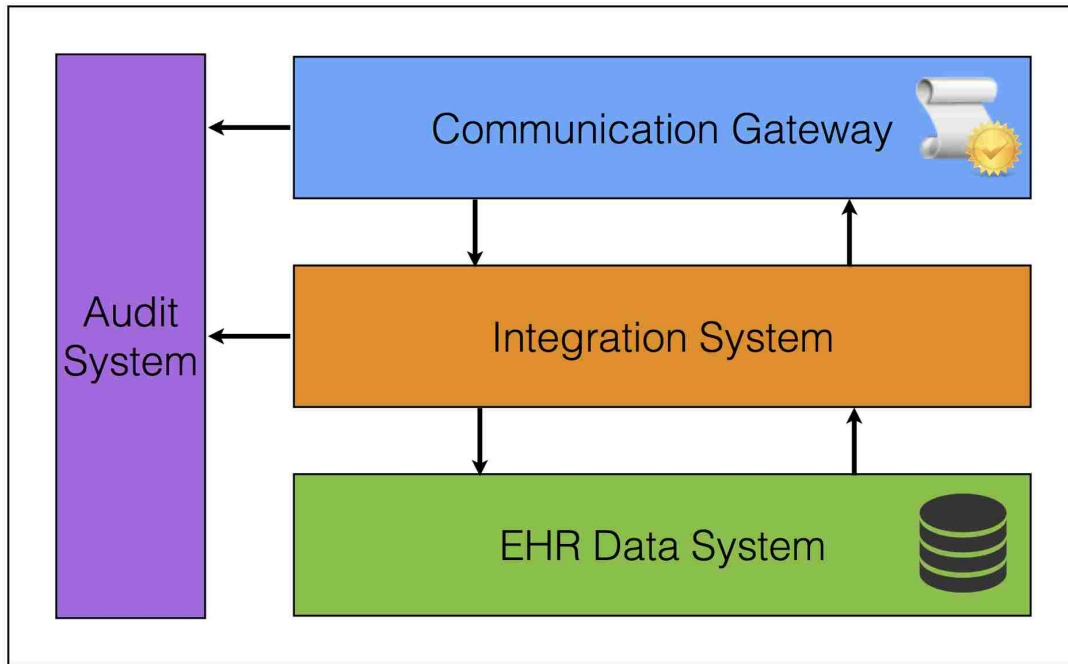 Communication Gateway
Audit
System
Integration System
EHR Data System